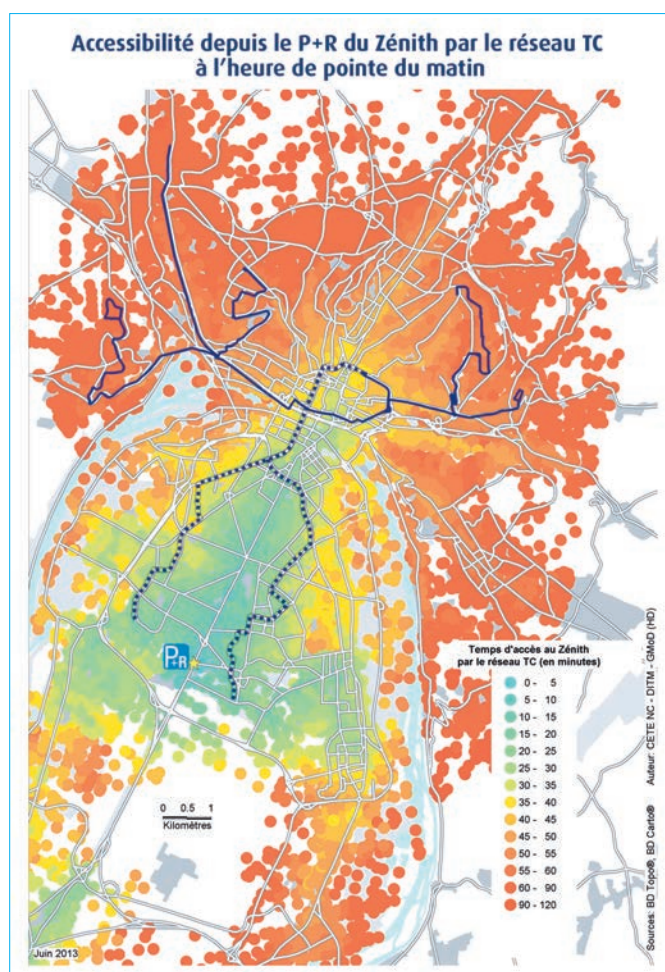 Accessibilité depuis le P+R du Zénith par le réseau TC
à l'heure de pointe du matin
P+R
Temps d'accès au Zénith
par le réseau TC (en minutes)
0 - 5
5 - 10
10 - 15
15 - 20
20 - 25
25 - 30
30 - 35
35 - 40
40 - 45
45 - 50
50 - 55
55 - 60
60 - 90
90 - 120
0 0.5 1
Kilomètres
Juin 2013
Sources: BD Topo®, BD Carto® Auteur: CETE NC - DITM - GMoD (HD)